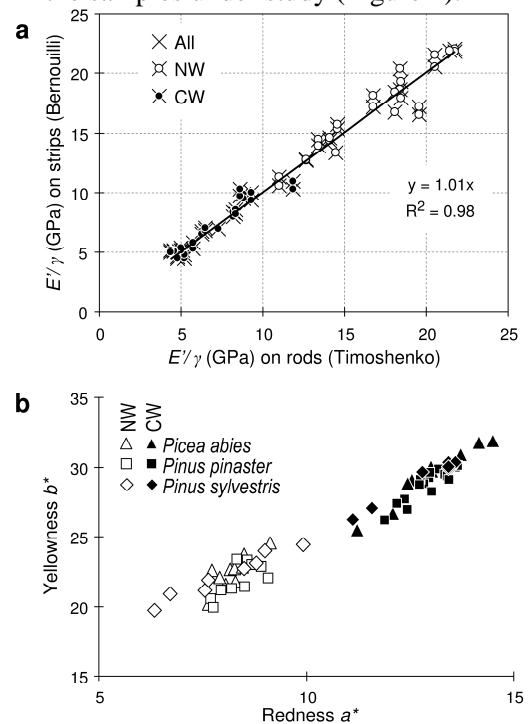 a
25
20
15
10
5
0
0 5 10 15 20 25
All
NW
CW
y = 1.01x
R² = 0.98
E'/γ (GPa) on strips (Bernouilli)
E'/γ (GPa) on rods (Timoshenko)
b
35
30
25
20
15
5 10 15
NW
CW
Picea abies
Pinus pinaster
Pinus sylvestris
Yellowness b*
Redness a*